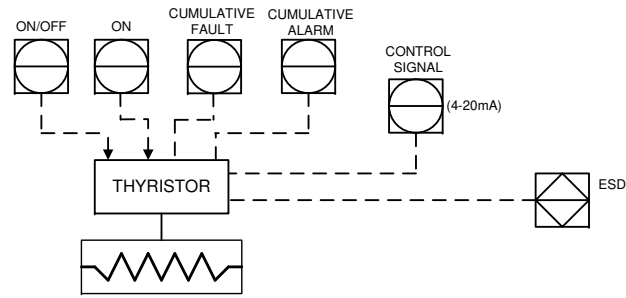 ON/OFF
ON
CUMULATIVE
FAULT
CUMULATIVE
ALARM
CONTROL
SIGNAL
(4-20mA)
THYRISTOR
ESD